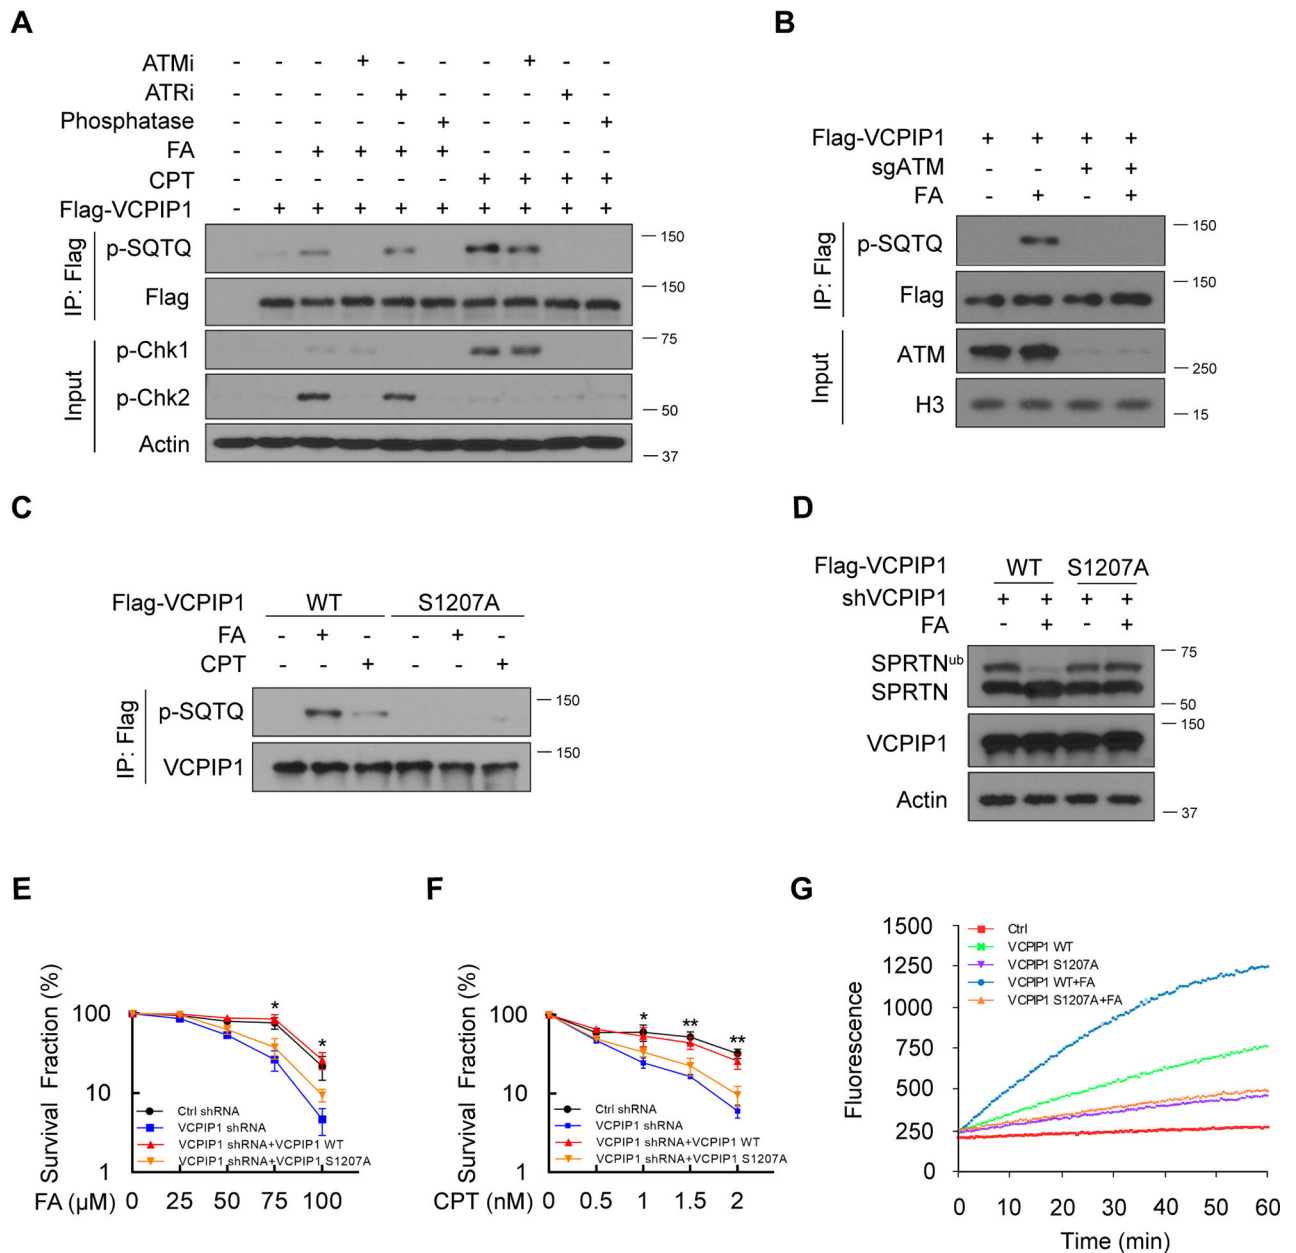 A
ATMi - - - + - - - + - -
ATRi - - - - + - - - + -
Phosphatase - - - - - + - - - +
FA - - + + + + - - - -
CPT - - - - - - + + + +
Flag-VCPIP1 - + + + + + + + + +
IP: Flag
p-SQTQ
150
Flag
150
Input
p-Chk1
75
p-Chk2
50
Actin
37
B
Flag-VCPIP1 + + + +
sgATM - - + +
FA - + - +
IP: Flag
p-SQTQ
150
Flag
150
Input
ATM
250
H3
15
C
Flag-VCPIP1 WT S1207A
FA - + - - + -
CPT - - + - - +
IP: Flag
p-SQTQ
150
VCPIP1
150
D
Flag-VCPIP1 WT S1207A
shVCPIP1 + + + +
FA - + - +
SPRTNub
75
SPRTN
50
VCPIP1
150
Actin
37
E
Survival Fraction (%)
100
10
1
* *
Ctrl shRNA
VCPIP1 shRNA
VCPIP1 shRNA+VCPIP1 WT
VCPIP1 shRNA+VCPIP1 S1207A
FA (µM) 0 25 50 75 100
F
Survival Fraction (%)
100
10
1
* ** **
Ctrl shRNA
VCPIP1 shRNA
VCPIP1 shRNA+VCPIP1 WT
VCPIP1 shRNA+VCPIP1 S1207A
CPT (nM) 0 0.5 1 1.5 2
G
Fluorescence
1500
1250
1000
750
500
250
0
Ctrl
VCPIP1 WT
VCPIP1 S1207A
VCPIP1 WT+FA
VCPIP1 S1207A+FA
0 10 20 30 40 50 60
Time (min)